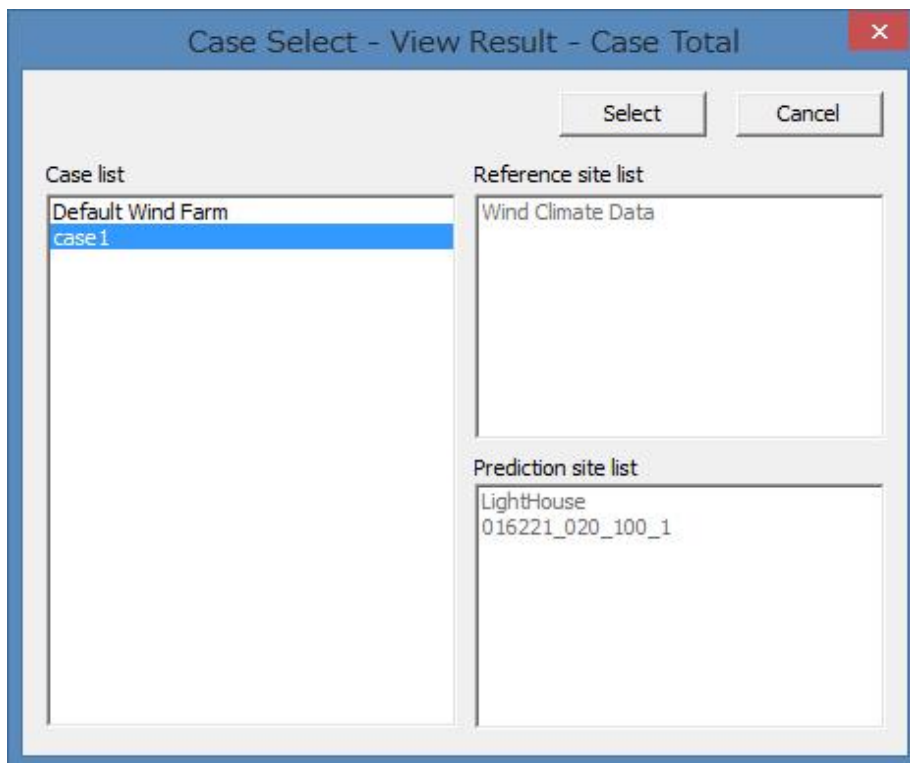 Case Select - View Result - Case Total
Select
Cancel
Case list
Default Wind Farm
case1
Reference site list
Wind Climate Data
Prediction site list
LightHouse
016221_020_100_1